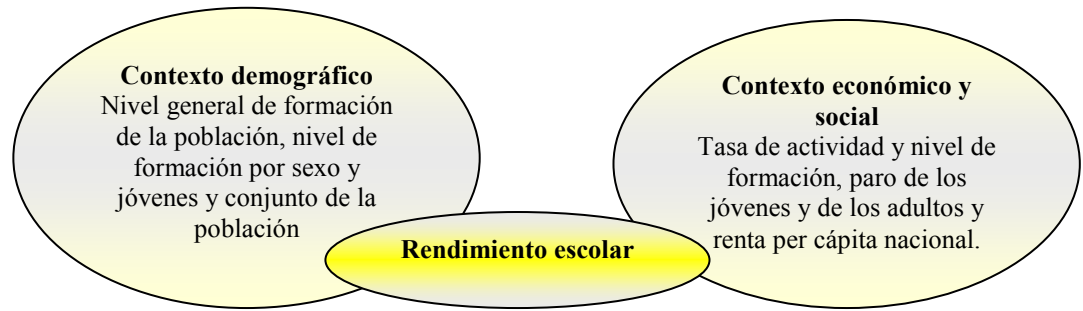 Contexto demográfico
Nivel general de formación
de la población, nivel de
formación por sexo y
jóvenes y conjunto de la
población
Contexto económico y
social
Tasa de actividad y nivel de
formación, paro de los
jóvenes y de los adultos y
renta per cápita nacional.
Rendimiento escolar